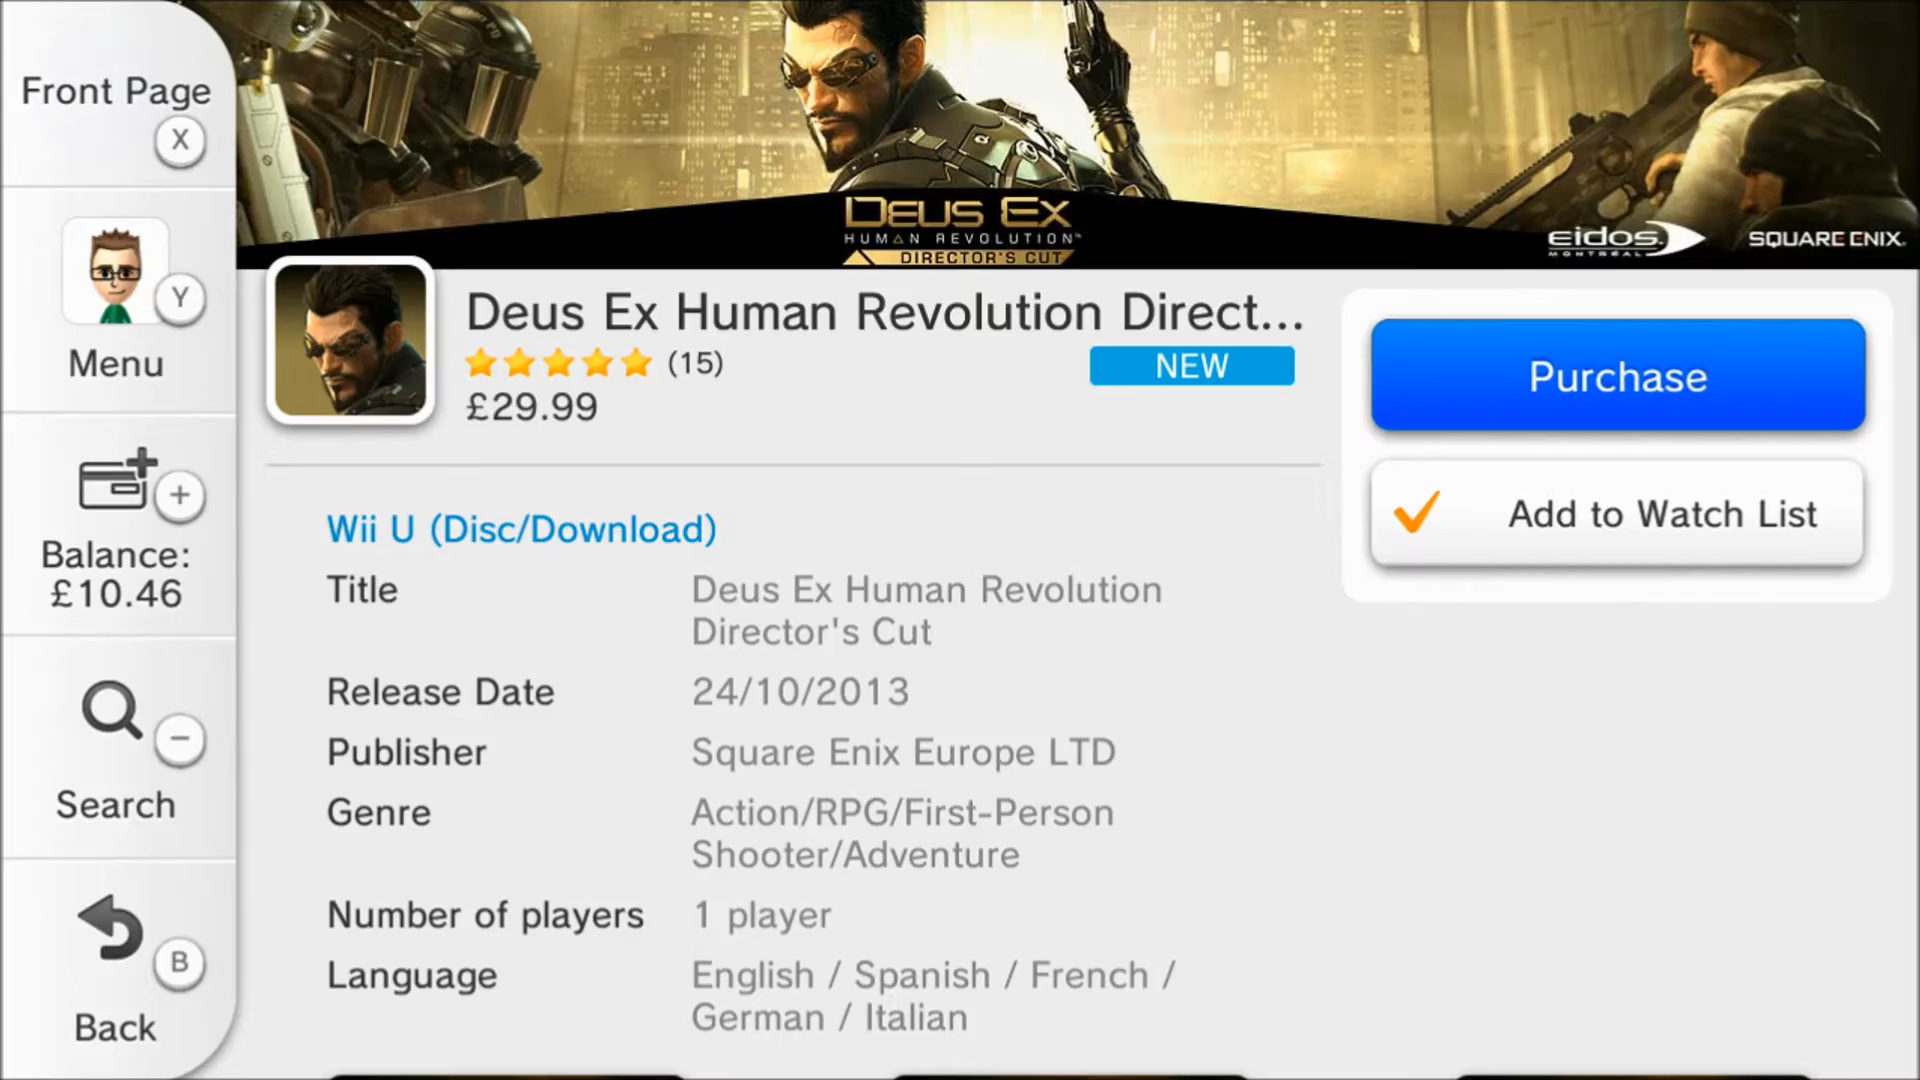 Front Page
X
Y
Menu
+
Balance:
£10.46
−
Search
B
Back
DEUS EX
HUMAN REVOLUTION™
DIRECTOR'S CUT
eidos
MONTREAL
SQUARE ENIX.
Deus Ex Human Revolution Direct...
(15)
NEW
£29.99
Purchase
Add to Watch List
Wii U (Disc/Download)
Title Deus Ex Human Revolution
Director's Cut
Release Date 24/10/2013
Publisher Square Enix Europe LTD
Genre Action/RPG/First-Person
Shooter/Adventure
Number of players 1 player
Language English / Spanish / French /
German / Italian